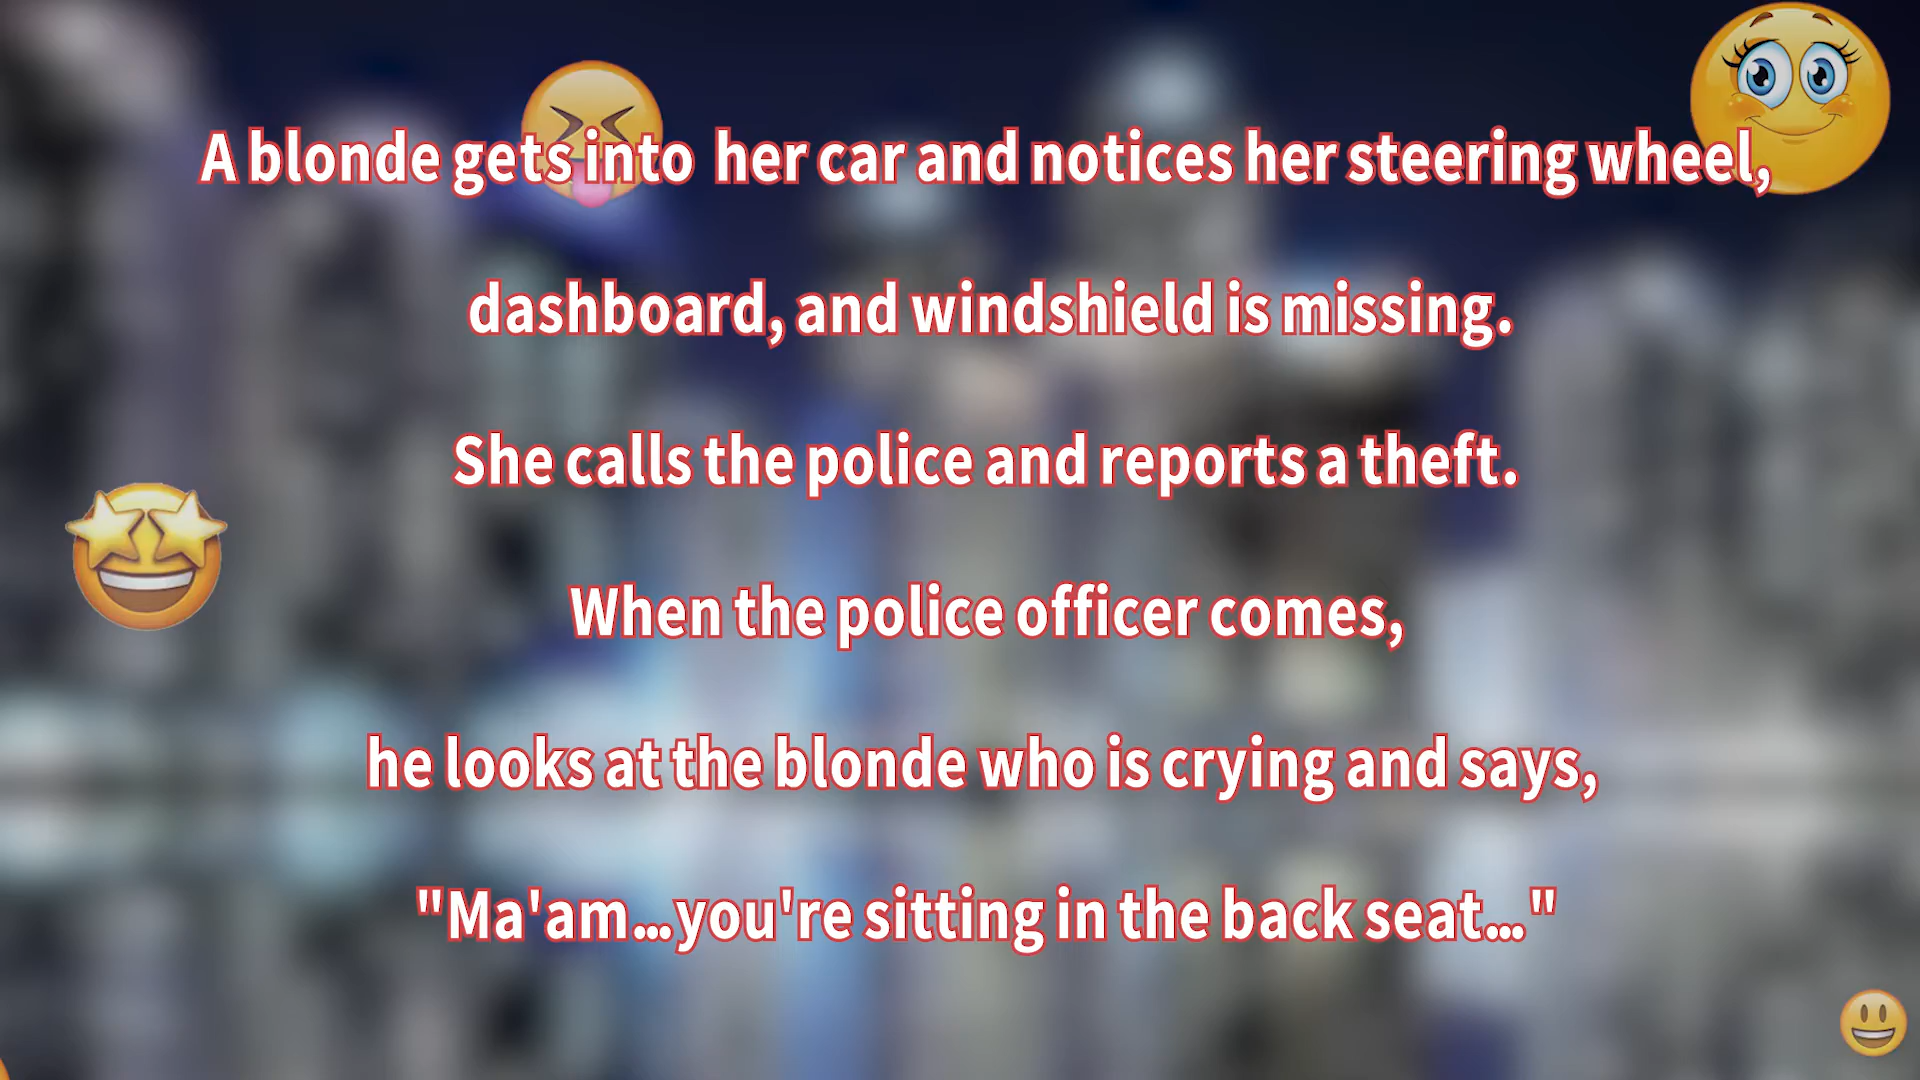 A blonde gets into  her car and notices her steering wheel,
dashboard, and windshield is missing.
She calls the police and reports a theft.
When the police officer comes,
he looks at the blonde who is crying and says,
"Ma'am...you're sitting in the back seat..."